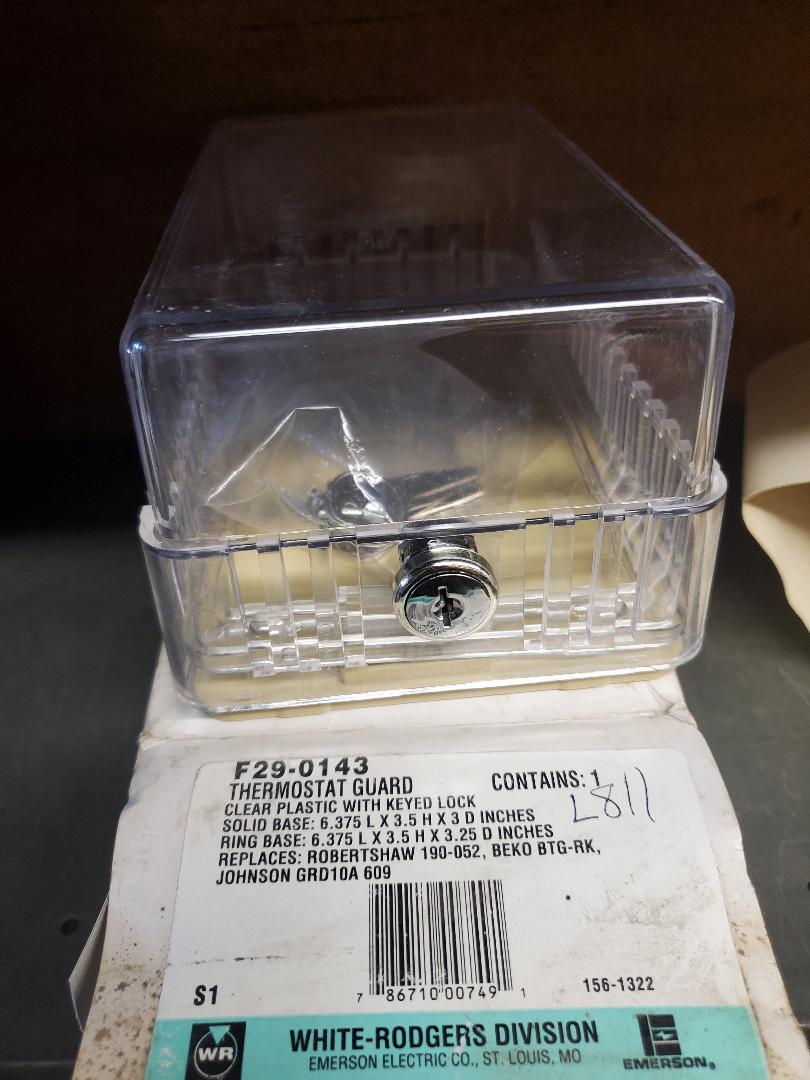 F29-0143
THERMOSTAT GUARD CONTAINS: 1
CLEAR PLASTIC WITH KEYED LOCK
SOLID BASE: 6.375 L X 3.5 H X 3 D INCHES
RING BASE: 6.375 L X 3.5 H X 3.25 D INCHES
REPLACES: ROBERTSHAW 190-052, BEKO BTG-RK,
JOHNSON GRD10A 609
L811
7 86710 00749 1
S1
156-1322
WR
WHITE-RODGERS DIVISION
EMERSON ELECTRIC CO., ST. LOUIS, MO
EMERSON®